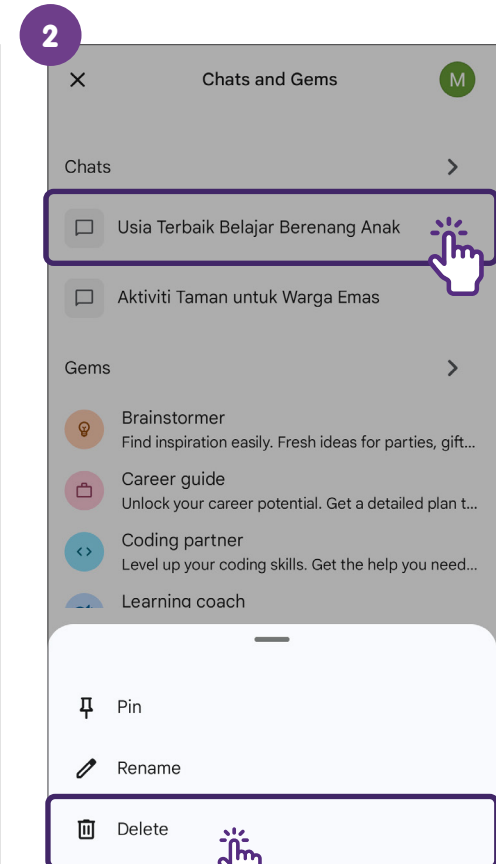 2
Chats and Gems
M
Chats
Usia Terbaik Belajar Berenang Anak
Aktiviti Taman untuk Warga Emas
Gems
Brainstormer
Find inspiration easily. Fresh ideas for parties, gift...
Career guide
Unlock your career potential. Get a detailed plan t...
Coding partner
Level up your coding skills. Get the help you need...
Learning coach
Pin
Rename
Delete